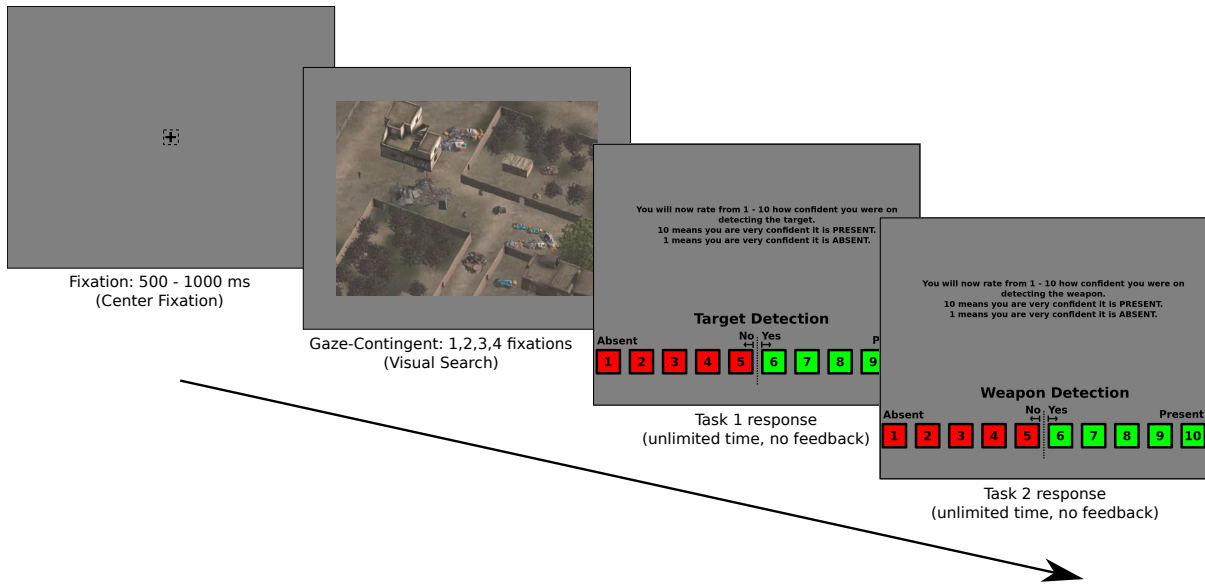 Fixation: 500 - 1000 ms
(Center Fixation)
Gaze-Contingent: 1,2,3,4 fixations
(Visual Search)
You will now rate from 1 - 10 how confident you were on
detecting the target.
10 means you are very confident it is PRESENT.
1 means you are very confident it is ABSENT.
Target Detection
No Yes
Absent P
1 2 3 4 5 6 7 8 9
Task 1 response
(unlimited time, no feedback)
You will now rate from 1 - 10 how confident you were on
detecting the weapon.
10 means you are very confident it is PRESENT.
1 means you are very confident it is ABSENT.
Weapon Detection
Absent No Yes Present
1 2 3 4 5 6 7 8 9 10
Task 2 response
(unlimited time, no feedback)